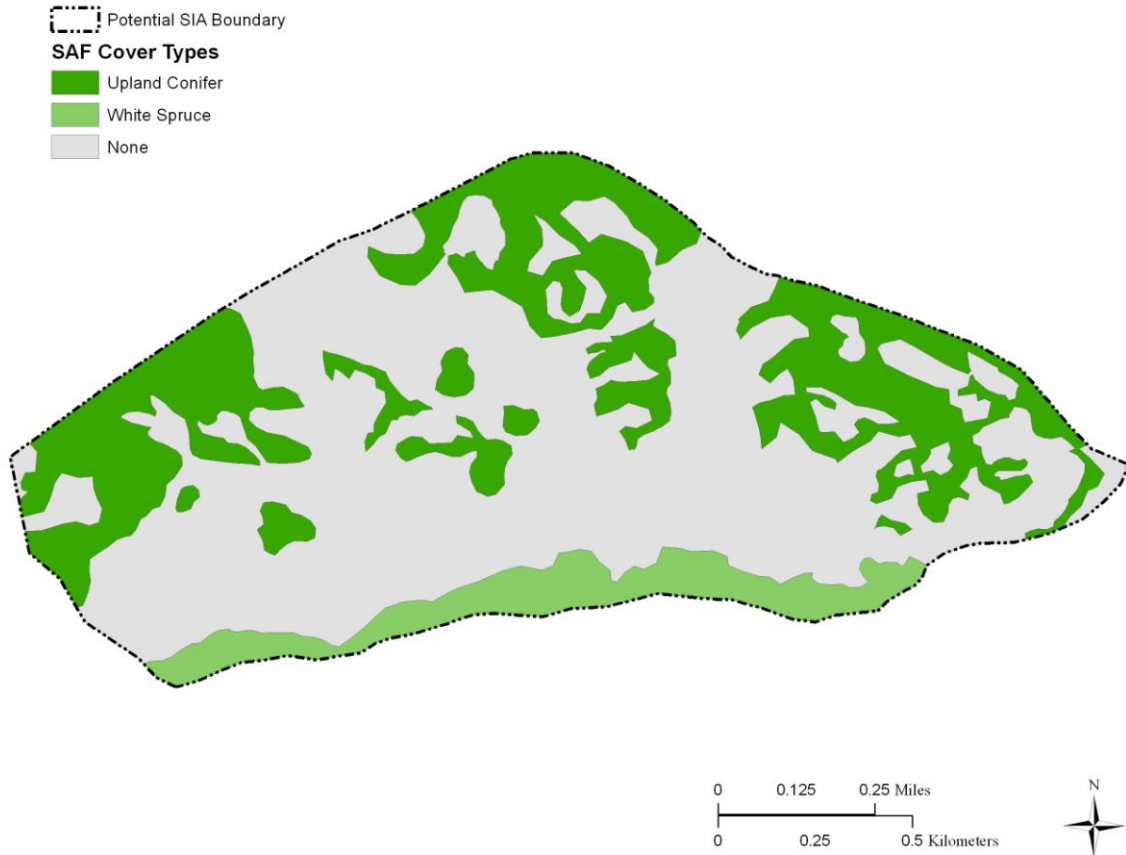 Potential SIA Boundary
SAF Cover Types
Upland Conifer
White Spruce
None
0 0.125 0.25 Miles
0 0.25 0.5 Kilometers
N